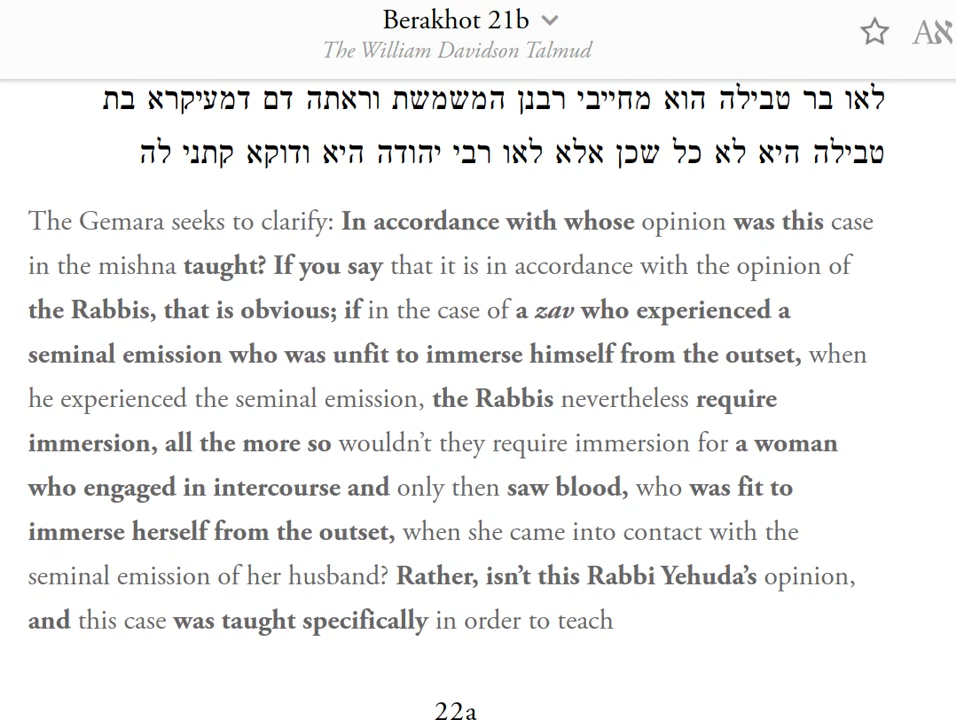 Berakhot 21b
The William Davidson Talmud
Aא
לאו בר טבילה הוא מחייבי רבנן המשמשת וראתה דם דמעיקרא בת
טבילה היא לא כל שכן אלא לאו רבי יהודה היא ודוקא קתני לה
The Gemara seeks to clarify: In accordance with whose opinion was this case
in the mishna taught? If you say that it is in accordance with the opinion of
the Rabbis, that is obvious; if in the case of a zav who experienced a
seminal emission who was unfit to immerse himself from the outset, when
he experienced the seminal emission, the Rabbis nevertheless require
immersion, all the more so wouldn’t they require immersion for a woman
who engaged in intercourse and only then saw blood, who was fit to
immerse herself from the outset, when she came into contact with the
seminal emission of her husband? Rather, isn’t this Rabbi Yehuda’s opinion,
and this case was taught specifically in order to teach
22a